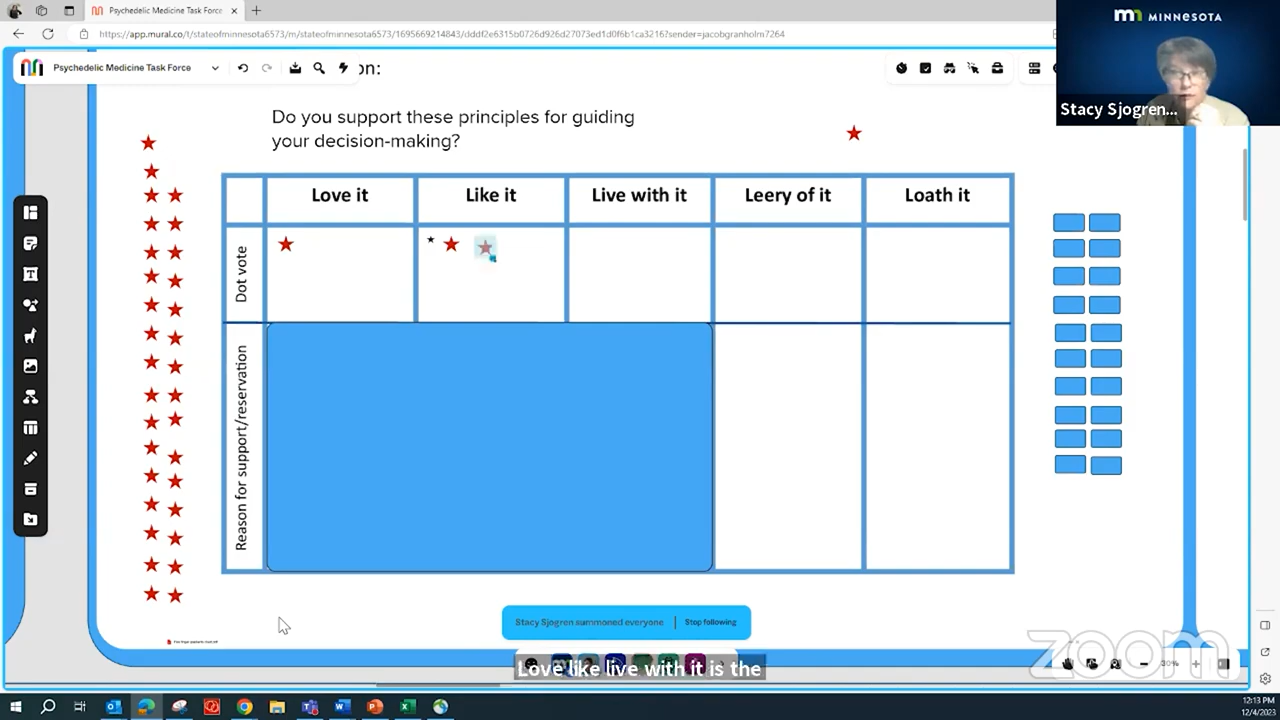 Psychedelic Medicine Task Force
https://app.mural.co/t/stateofminnesota6573/m/stateofminnesota6573/1695669214843/dddf2e6315b0726d926d27073ed1d0f6b1ca3216?sender=jacobgranholm7264
MINNESOTA
Psychedelic Medicine Task Force
on:
Stacy Sjogren...
Do you support these principles for guiding
your decision-making?
Love it
Like it
Live with it
Leery of it
Loath it
Dot vote
Reason for support/reservation
Stacy Sjogren summoned everyone
Stop following
zoom
Love like live with it is the
30%
12:13 PM
12/4/2023